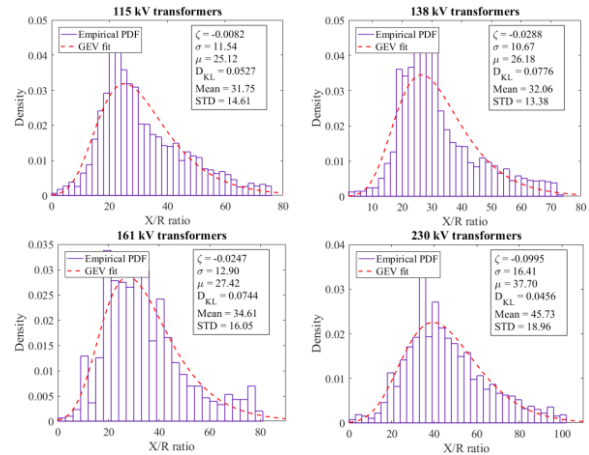 115 kV transformers
0.05
0.04
0.03
0.02
0.01
0
Density
Empirical PDF
GEV fit
ζ = -0.0082
σ = 11.54
μ = 25.12
D_KL = 0.0527
Mean = 31.75
STD = 14.61
0 20 40 60 80
X/R ratio
138 kV transformers
0.05
0.04
0.03
0.02
0.01
0
Density
Empirical PDF
GEV fit
ζ = -0.0288
σ = 10.67
μ = 26.18
D_KL = 0.0776
Mean = 32.06
STD = 13.38
10 20 30 40 50 60 70 80
X/R ratio
161 kV transformers
0.035
0.03
0.025
0.02
0.015
0.01
0.005
0
Density
Empirical PDF
GEV fit
ζ = -0.0247
σ = 12.90
μ = 27.42
D_KL = 0.0744
Mean = 34.61
STD = 16.05
0 20 40 60 80
X/R ratio
230 kV transformers
0.04
0.03
0.02
0.01
0
Density
Empirical PDF
GEV fit
ζ = -0.0995
σ = 16.41
μ = 37.70
D_KL = 0.0456
Mean = 45.73
STD = 18.96
0 20 40 60 80 100
X/R ratio